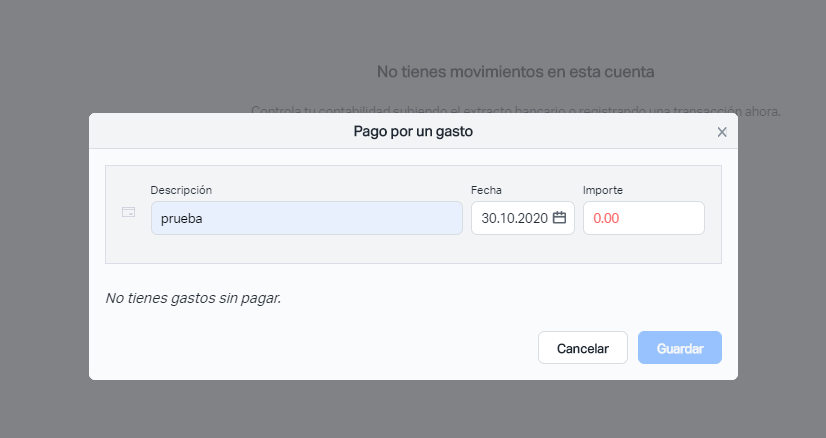 No tienes movimientos en esta cuenta
Controla tu contabilidad subiendo el extracto bancario o registrando una transacción ahora.
Pago por un gasto
Descripción
Fecha
Importe
prueba
30.10.2020
0.00
No tienes gastos sin pagar.
Cancelar
Guardar